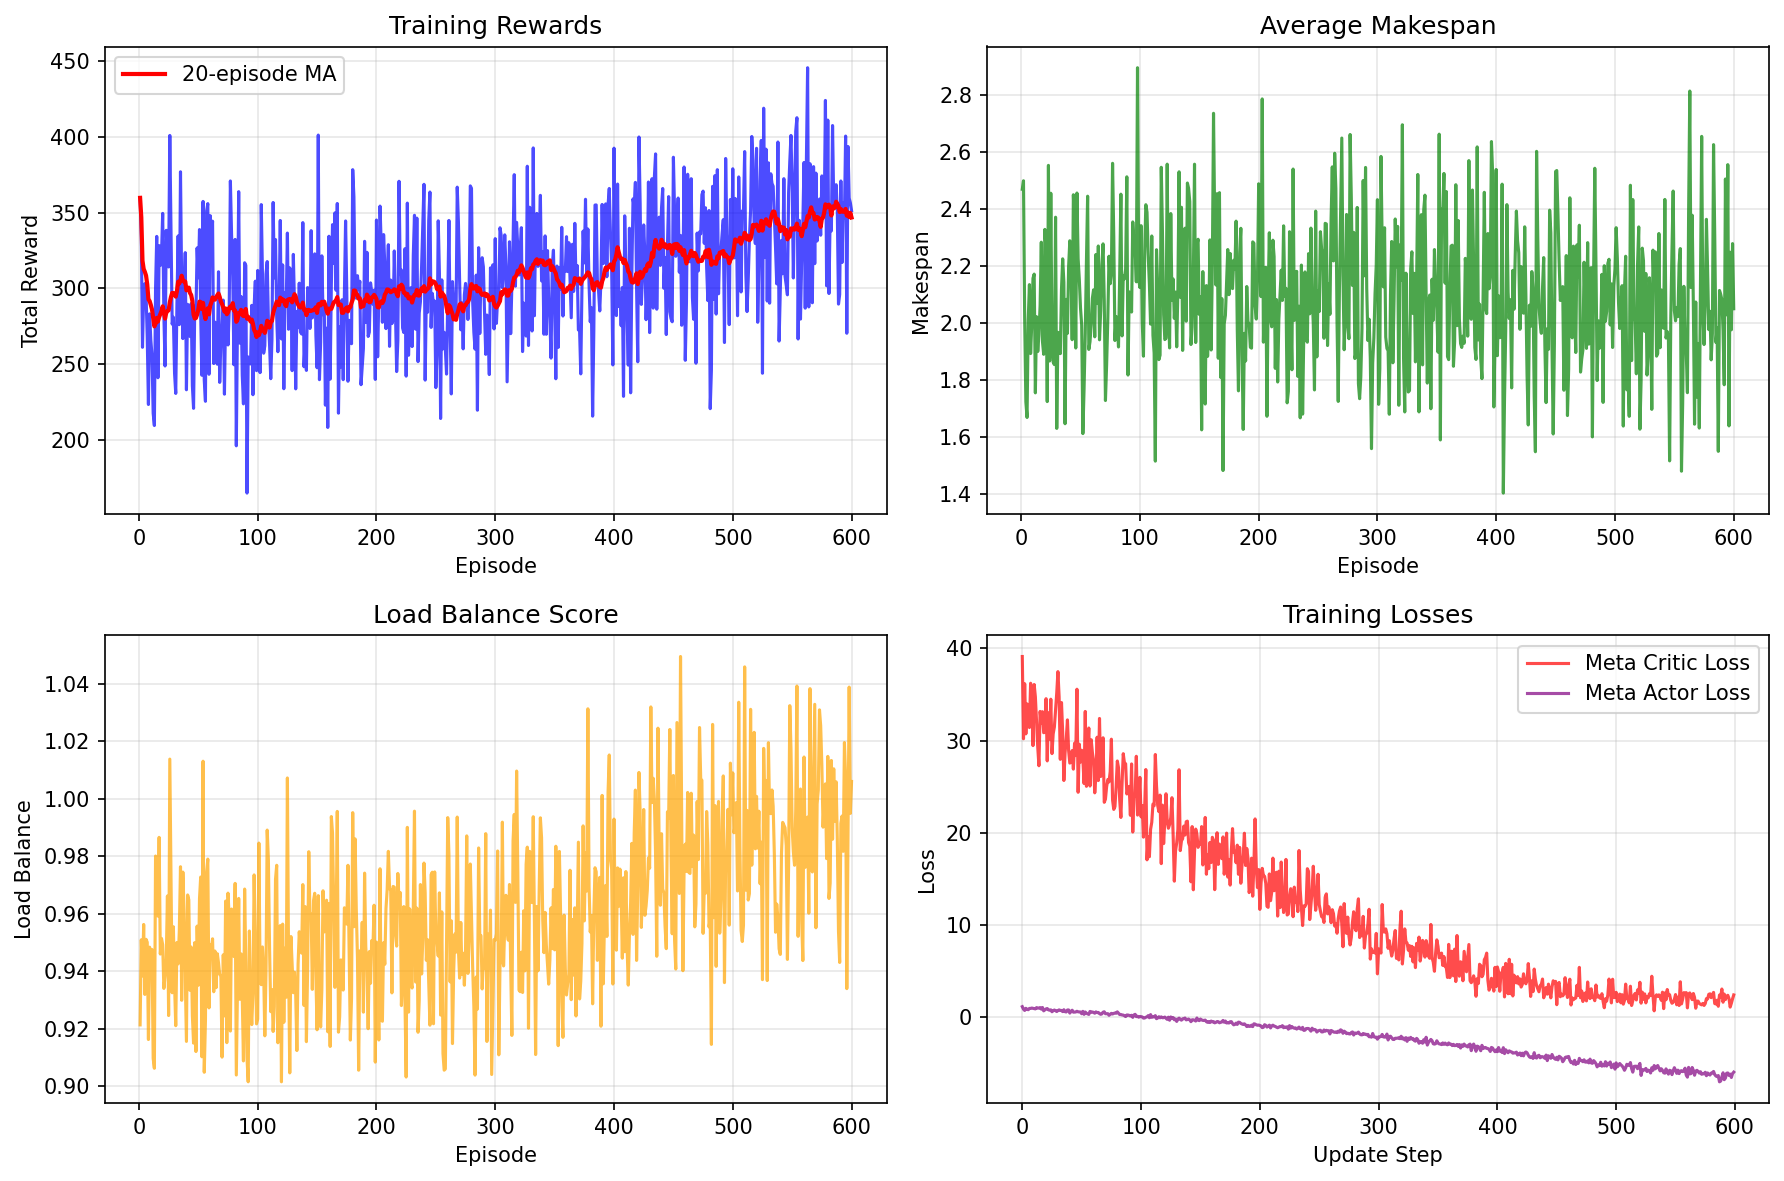 Training Rewards
20-episode MA
Total Reward
450
400
350
300
250
200
0 100 200 300 400 500 600
Episode
Average Makespan
Makespan
2.8
2.6
2.4
2.2
2.0
1.8
1.6
1.4
0 100 200 300 400 500 600
Episode
Load Balance Score
Load Balance
1.04
1.02
1.00
0.98
0.96
0.94
0.92
0.90
0 100 200 300 400 500 600
Episode
Training Losses
Meta Critic Loss
Meta Actor Loss
Loss
40
30
20
10
0
0 100 200 300 400 500 600
Update Step